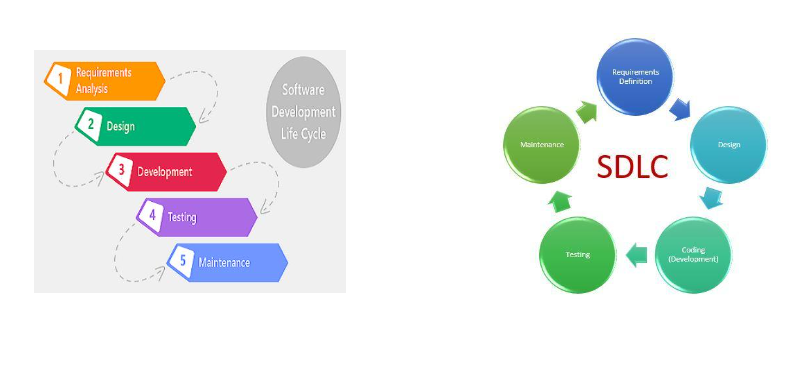 1
Requirements
Analysis
2
Design
3
Development
4
Testing
5
Maintenance
Software
Development
Life Cycle
Requirements
Definition
Design
Coding
(Development)
Testing
Maintenance
SDLC